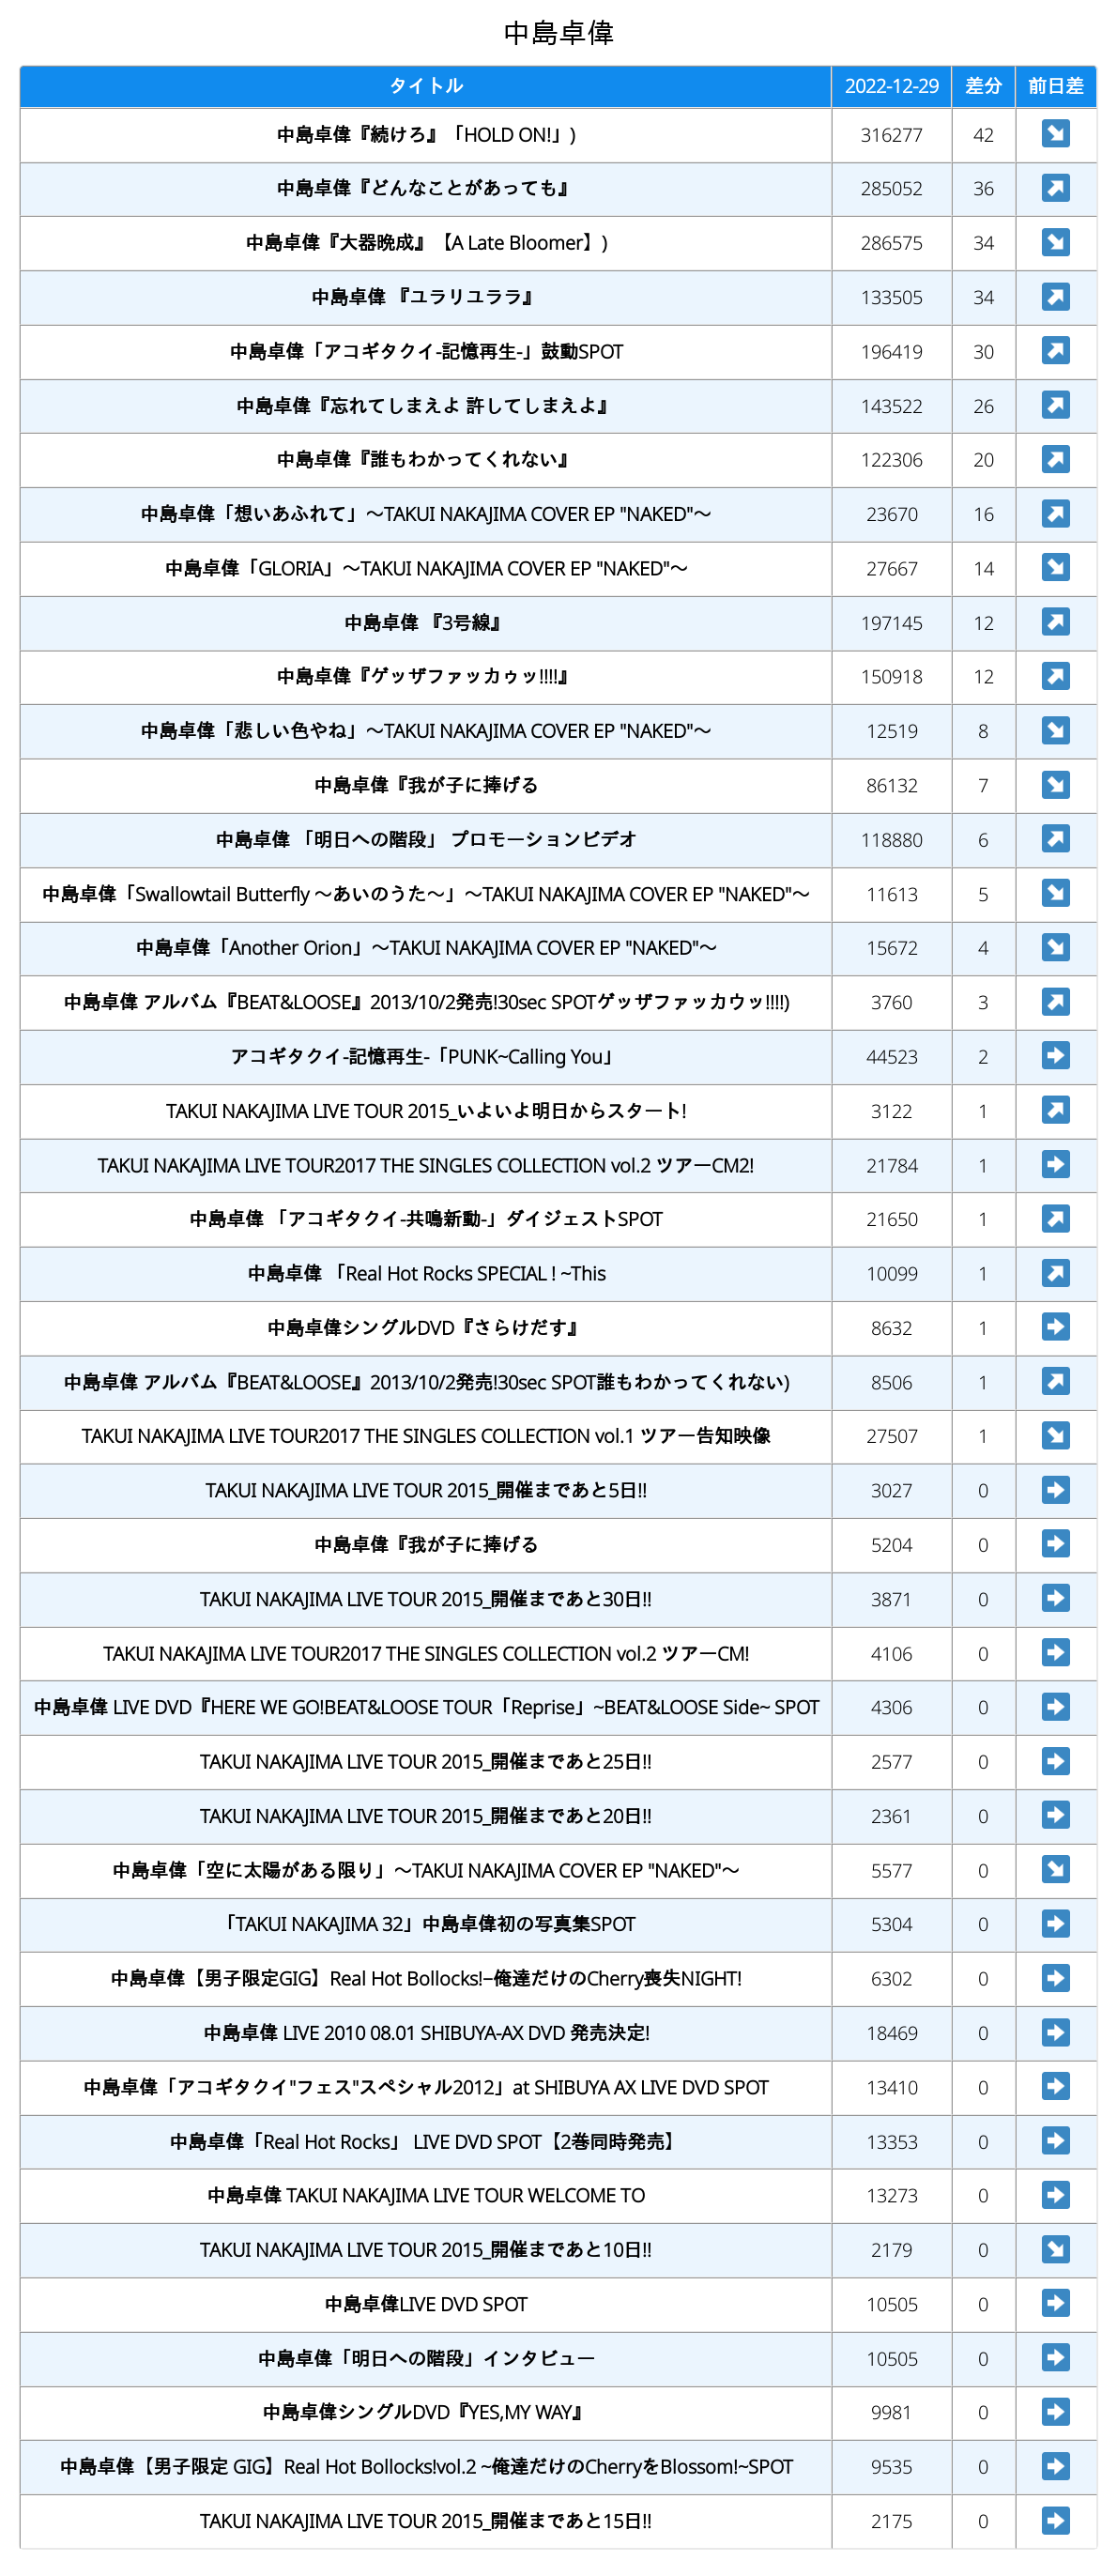 中島卓偉
タイトル 2022-12-29 差分 前日差
中島卓偉『続けろ』「HOLD ON!」) 316277 42 ↘
中島卓偉『どんなことがあっても』 285052 36 ↗
中島卓偉『大器晩成』【A Late Bloomer】) 286575 34 ↘
中島卓偉 『ユラリユララ』 133505 34 ↗
中島卓偉「アコギタクイ-記憶再生-」鼓動SPOT 196419 30 ↗
中島卓偉『忘れてしまえよ 許してしまえよ』 143522 26 ↗
中島卓偉『誰もわかってくれない』 122306 20 ↗
中島卓偉「想いあふれて」〜TAKUI NAKAJIMA COVER EP "NAKED"〜 23670 16 ↗
中島卓偉「GLORIA」〜TAKUI NAKAJIMA COVER EP "NAKED"〜 27667 14 ↘
中島卓偉 『3号線』 197145 12 ↗
中島卓偉『ゲッザファッカゥッ!!!!』 150918 12 ↗
中島卓偉「悲しい色やね」〜TAKUI NAKAJIMA COVER EP "NAKED"〜 12519 8 ↘
中島卓偉『我が子に捧げる 86132 7 ↘
中島卓偉 「明日への階段」 プロモーションビデオ 118880 6 ↗
中島卓偉「Swallowtail Butterfly 〜あいのうた〜」〜TAKUI NAKAJIMA COVER EP "NAKED"〜 11613 5 ↘
中島卓偉「Another Orion」〜TAKUI NAKAJIMA COVER EP "NAKED"〜 15672 4 ↘
中島卓偉 アルバム『BEAT&LOOSE』2013/10/2発売!30sec SPOTゲッザファッカウッ!!!!) 3760 3 ↗
アコギタクイ-記憶再生-「PUNK~Calling You」 44523 2 ➡
TAKUI NAKAJIMA LIVE TOUR 2015_いよいよ明日からスタート! 3122 1 ↗
TAKUI NAKAJIMA LIVE TOUR2017 THE SINGLES COLLECTION vol.2 ツアーCM2! 21784 1 ➡
中島卓偉 「アコギタクイ-共鳴新動-」ダイジェストSPOT 21650 1 ↗
中島卓偉 「Real Hot Rocks SPECIAL ! ~This 10099 1 ↗
中島卓偉シングルDVD『さらけだす』 8632 1 ➡
中島卓偉 アルバム『BEAT&LOOSE』2013/10/2発売!30sec SPOT誰もわかってくれない) 8506 1 ↗
TAKUI NAKAJIMA LIVE TOUR2017 THE SINGLES COLLECTION vol.1 ツアー告知映像 27507 1 ↘
TAKUI NAKAJIMA LIVE TOUR 2015_開催まであと5日!! 3027 0 ➡
中島卓偉『我が子に捧げる 5204 0 ➡
TAKUI NAKAJIMA LIVE TOUR 2015_開催まであと30日!! 3871 0 ➡
TAKUI NAKAJIMA LIVE TOUR2017 THE SINGLES COLLECTION vol.2 ツアーCM! 4106 0 ➡
中島卓偉 LIVE DVD『HERE WE GO!BEAT&LOOSE TOUR「Reprise」~BEAT&LOOSE Side~ SPOT 4306 0 ➡
TAKUI NAKAJIMA LIVE TOUR 2015_開催まであと25日!! 2577 0 ➡
TAKUI NAKAJIMA LIVE TOUR 2015_開催まであと20日!! 2361 0 ➡
中島卓偉「空に太陽がある限り」〜TAKUI NAKAJIMA COVER EP "NAKED"〜 5577 0 ↘
「TAKUI NAKAJIMA 32」中島卓偉初の写真集SPOT 5304 0 ➡
中島卓偉【男子限定GIG】Real Hot Bollocks!−俺達だけのCherry喪失NIGHT! 6302 0 ➡
中島卓偉 LIVE 2010 08.01 SHIBUYA-AX DVD 発売決定! 18469 0 ➡
中島卓偉「アコギタクイ"フェス"スペシャル2012」at SHIBUYA AX LIVE DVD SPOT 13410 0 ➡
中島卓偉「Real Hot Rocks」 LIVE DVD SPOT【2巻同時発売】 13353 0 ➡
中島卓偉 TAKUI NAKAJIMA LIVE TOUR WELCOME TO 13273 0 ➡
TAKUI NAKAJIMA LIVE TOUR 2015_開催まであと10日!! 2179 0 ↘
中島卓偉LIVE DVD SPOT 10505 0 ➡
中島卓偉「明日への階段」インタビュー 10505 0 ➡
中島卓偉シングルDVD『YES,MY WAY』 9981 0 ➡
中島卓偉【男子限定 GIG】Real Hot Bollocks!vol.2 ~俺達だけのCherryをBlossom!~SPOT 9535 0 ➡
TAKUI NAKAJIMA LIVE TOUR 2015_開催まであと15日!! 2175 0 ➡